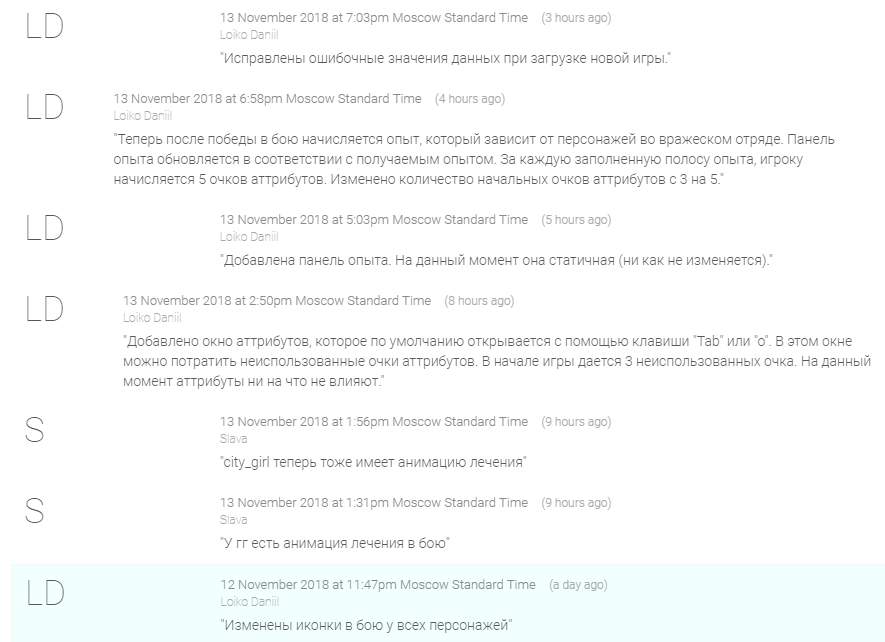 LD
13 November 2018 at 7:03pm Moscow Standard Time (3 hours ago)
Loiko Daniil
"Исправлены ошибочные значения данных при загрузке новой игры."
LD
13 November 2018 at 6:58pm Moscow Standard Time (4 hours ago)
Loiko Daniil
"Теперь после победы в бою начисляется опыт, который зависит от персонажей во вражеском отряде. Панель
опыта обновляется в соответствии с получаемым опытом. За каждую заполненную полосу опыта, игроку
начисляется 5 очков аттрибутов. Изменено количество начальных очков аттрибутов с 3 на 5."
LD
13 November 2018 at 5:03pm Moscow Standard Time (5 hours ago)
Loiko Daniil
"Добавлена панель опыта. На данный момент она статичная (ни как не изменяется)."
LD
13 November 2018 at 2:50pm Moscow Standard Time (8 hours ago)
Loiko Daniil
"Добавлено окно аттрибутов, которое по умолчанию открывается с помощью клавиши "Tab" или "o". В этом окне
можно потратить неиспользованные очки аттрибутов. В начале игры дается 3 неиспользованных очка. На данный
момент аттрибуты ни на что не влияют."
S
13 November 2018 at 1:56pm Moscow Standard Time (9 hours ago)
Slava
"city_girl теперь тоже имеет анимацию лечения"
S
13 November 2018 at 1:31pm Moscow Standard Time (9 hours ago)
Slava
"У гг есть анимация лечения в бою"
LD
12 November 2018 at 11:47pm Moscow Standard Time (a day ago)
Loiko Daniil
"Изменены иконки в бою у всех персонажей"